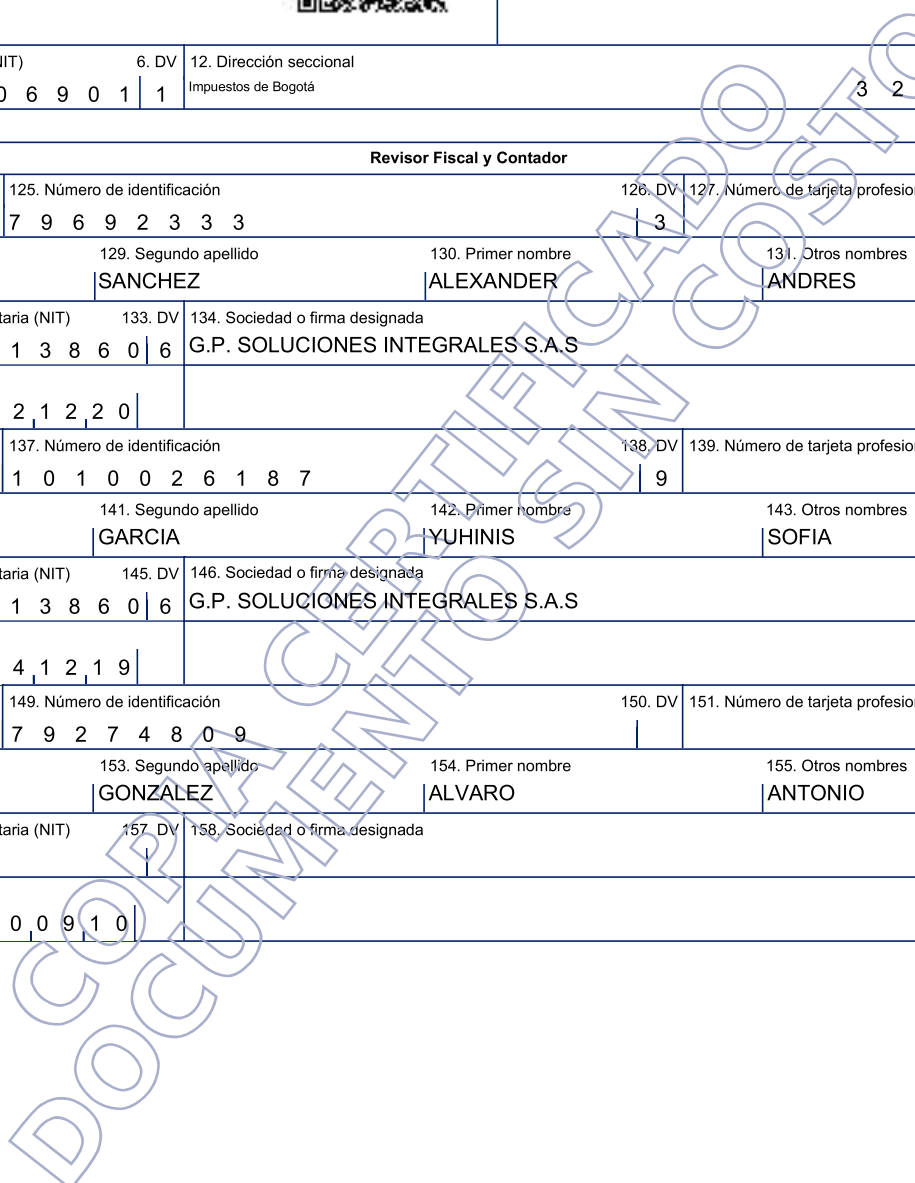 NIT) 6. DV 12. Dirección seccional
0 6 9 0 1 1 Impuestos de Bogotá 3 2
Revisor Fiscal y Contador
125. Número de identificación 126. DV 127. Número de tarjeta profesio
7 9 6 9 2 3 3 3 3
129. Segundo apellido 130. Primer nombre 131. Otros nombres
SANCHEZ ALEXANDER ANDRES
taria (NIT) 133. DV 134. Sociedad o firma designada
1 3 8 6 0 6 G.P. SOLUCIONES INTEGRALES S.A.S
2 1 2 2 0
137. Número de identificación 138. DV 139. Número de tarjeta profesio
1 0 1 0 0 2 6 1 8 7 9
141. Segundo apellido 142. Primer nombre 143. Otros nombres
GARCIA YUHINIS SOFIA
taria (NIT) 145. DV 146. Sociedad o firma designada
1 3 8 6 0 6 G.P. SOLUCIONES INTEGRALES S.A.S
4 1 2 1 9
149. Número de identificación 150. DV 151. Número de tarjeta profesio
7 9 2 7 4 8 0 9
153. Segundo apellido 154. Primer nombre 155. Otros nombres
GONZALEZ ALVARO ANTONIO
taria (NIT) 157. DV 158. Sociedad o firma designada
0 0 9 1 0
COPIA CERTIFICADO
DOCUMENTO SIN COSTO